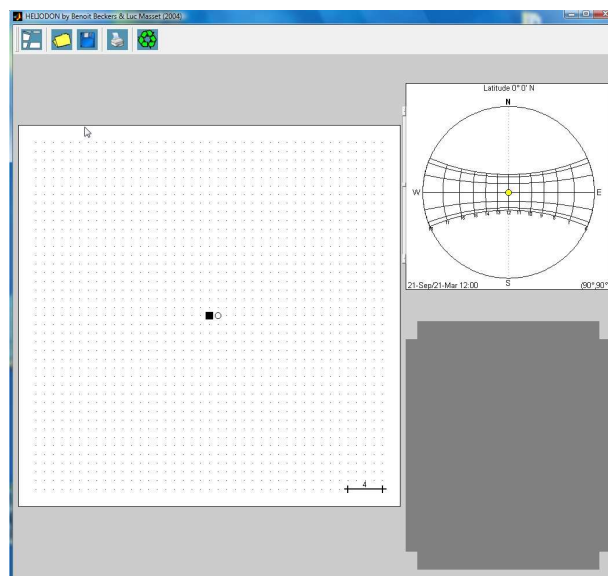 HELIODON by Benoit Beckers & Luc Masset (2004)
Latitude 0° 0' N
N
W
E
S
21-Sep/21-Mar 12:00
(90°,90°
4